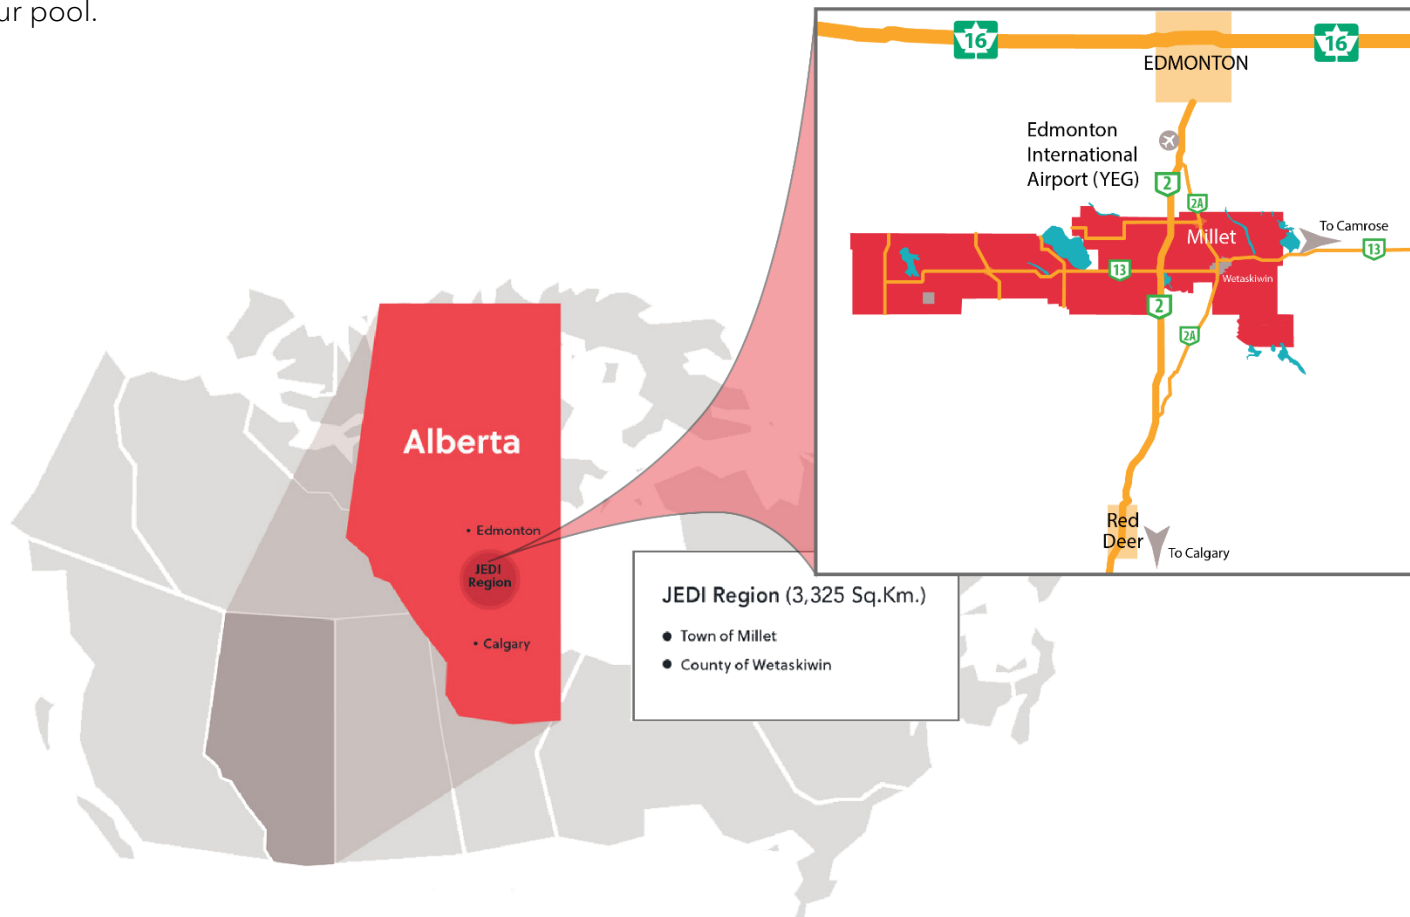 ur pool.
16
16
EDMONTON
Edmonton
International
Airport (YEG)
2
2A
Millet
To Camrose
13
13
Wetaskiwin
2
2A
Red
Deer
To Calgary
Alberta
• Edmonton
JEDI
Region
• Calgary
JEDI Region (3,325 Sq.Km.)
● Town of Millet
● County of Wetaskiwin